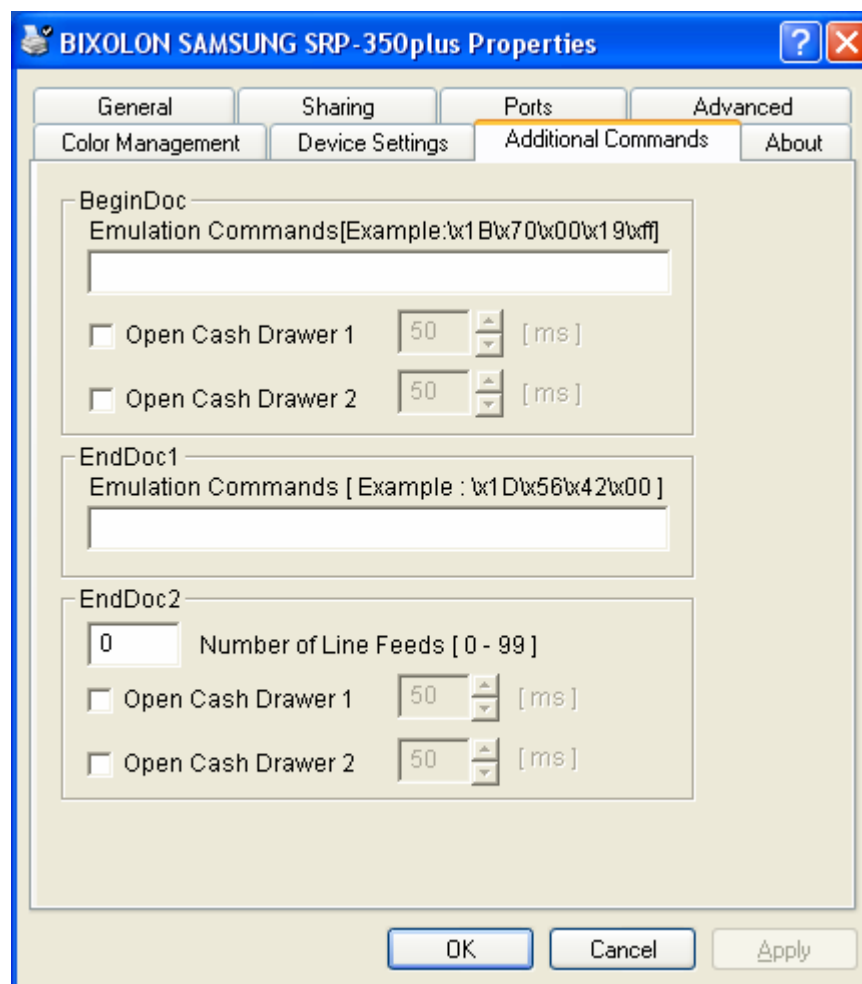 BIXOLON SAMSUNG SRP-350plus Properties
General Sharing Ports Advanced
Color Management Device Settings Additional Commands About
BeginDoc
Emulation Commands[Example:\x1B\x70\x00\x19\xff]
Open Cash Drawer 1 50 [ ms ]
Open Cash Drawer 2 50 [ ms ]
EndDoc1
Emulation Commands [ Example : \x1D\x56\x42\x00 ]
EndDoc2
0 Number of Line Feeds [ 0 - 99 ]
Open Cash Drawer 1 50 [ ms ]
Open Cash Drawer 2 50 [ ms ]
OK Cancel Apply